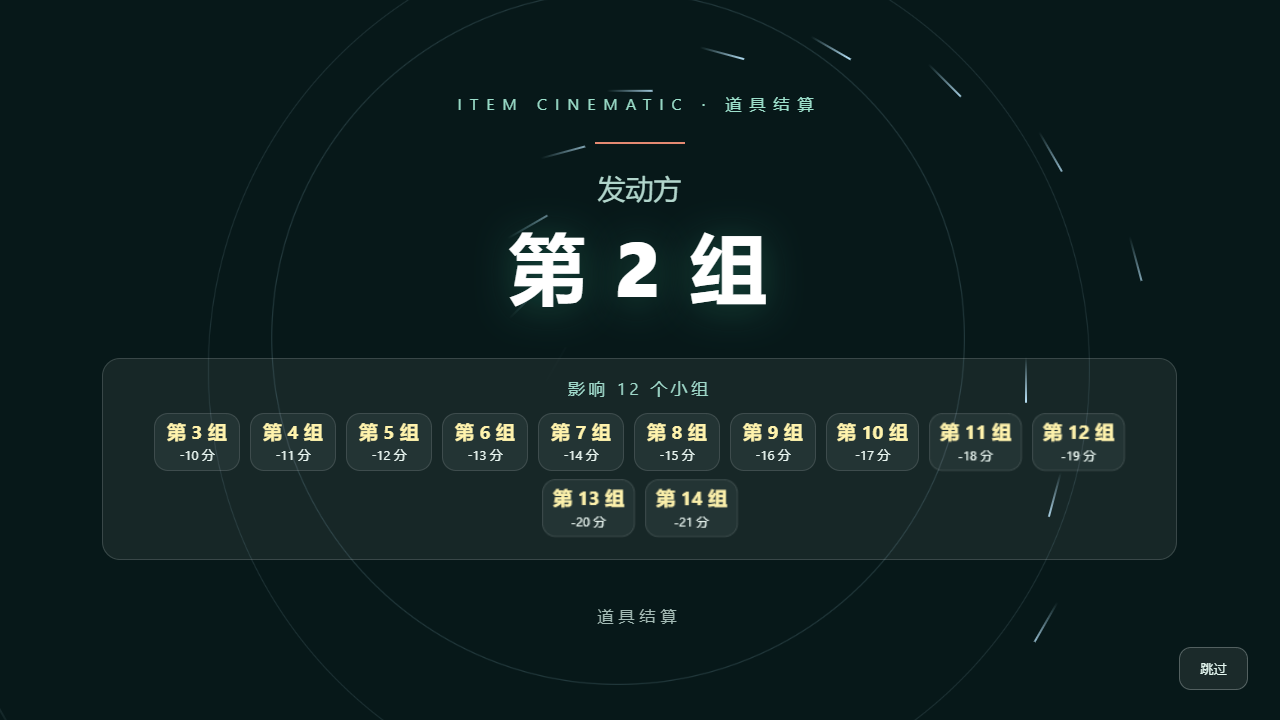 ITEM CINEMATIC · 道具结算
发动方
第 2 组
影响 12 个小组
第 3 组 第 4 组 第 5 组 第 6 组 第 7 组 第 8 组 第 9 组 第 10 组 第 11 组 第 12 组
-10 分 -11 分 -12 分 -13 分 -14 分 -15 分 -16 分 -17 分 -18 分 -19 分
第 13 组 第 14 组
-20 分 -21 分
道具结算
跳过